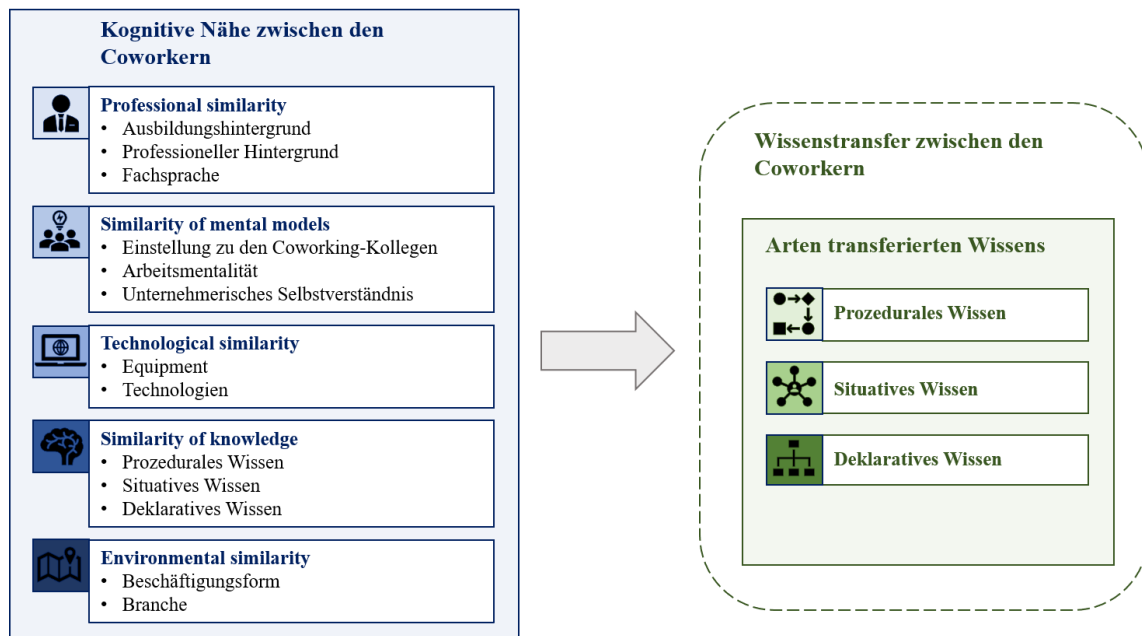 Kognitive Nähe zwischen den
Coworkern
Professional similarity
• Ausbildungshintergrund
• Professioneller Hintergrund
• Fachsprache
Similarity of mental models
• Einstellung zu den Coworking-Kollegen
• Arbeitsmentalität
• Unternehmerisches Selbstverständnis
Technological similarity
• Equipment
• Technologien
Similarity of knowledge
• Prozedurales Wissen
• Situatives Wissen
• Deklaratives Wissen
Environmental similarity
• Beschäftigungsform
• Branche
Wissenstransfer zwischen den
Coworkern
Arten transferierten Wissens
Prozedurales Wissen
Situatives Wissen
Deklaratives Wissen